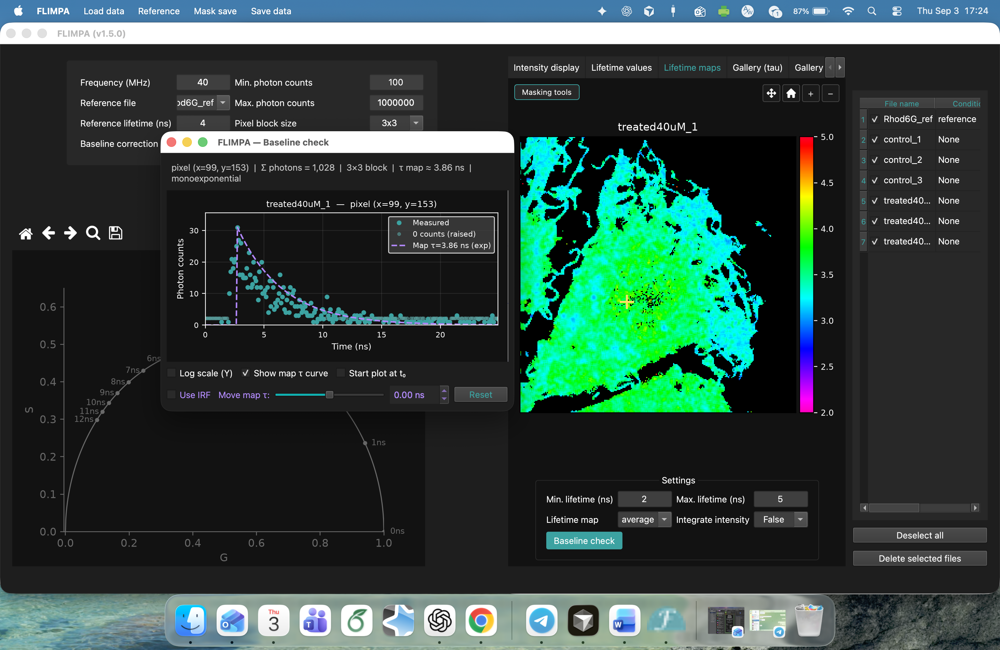 FLIMPA Load data Reference Mask save Save data 1 87% Thu Sep 3 17:24
FLIMPA (v1.5.0)
Frequency (MHz) 40 Min. photon counts 100
Reference file od6G_ref Max. photon counts 1000000
Reference lifetime (ns) 4 Pixel block size 3x3
Baseline correction
FLIMPA — Baseline check
pixel (x=99, y=153) | Σ photons = 1,028 | 3×3 block | τ map ≈ 3.86 ns |
monoexponential
treated40uM_1 — pixel (x=99, y=153)
Measured
0 counts (raised)
Map τ=3.86 ns (exp)
Photon counts
30
20
10
0
0 5 10 15 20
Time (ns)
Log scale (Y) Show map τ curve Start plot at t₀
Use IRF Move map τ: 0.00 ns Reset
0.6
0.5
0.4
0.3
0.2
0.1
0.0
S
6ns
7ns
8ns
9ns
10ns
11ns
12ns
1ns
0ns
0.0 0.2 0.4 0.6 0.8 1.0
G
Intensity display Lifetime values Lifetime maps Gallery (tau) Gallery
Masking tools + −
treated40uM_1
5.0
4.5
4.0
3.5
3.0
2.5
2.0
Settings
Min. lifetime (ns) 2 Max. lifetime (ns) 5
Lifetime map average Integrate intensity False
Baseline check
File name Conditi
1 Rhod6G_ref reference
2 control_1 None
3 control_2 None
4 control_3 None
5 treated40... None
6 treated40... None
7 treated40... None
Deselect all
Delete selected files
O
Thu
3
T
W